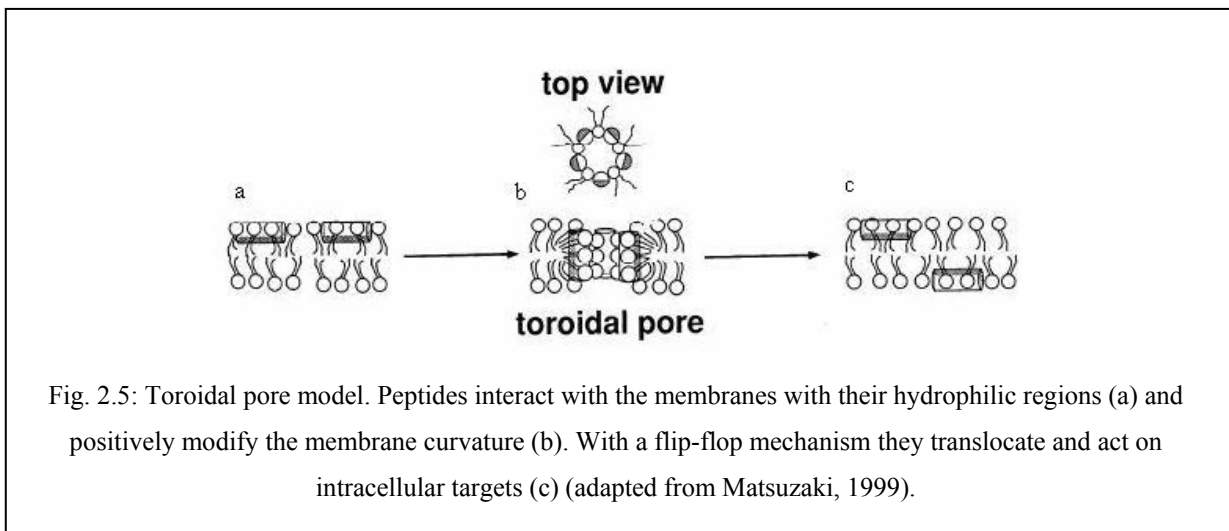 top view
a
b
c
toroidal pore
Fig. 2.5: Toroidal pore model. Peptides interact with the membranes with their hydrophilic regions (a) and
positively modify the membrane curvature (b). With a flip-flop mechanism they translocate and act on
intracellular targets (c) (adapted from Matsuzaki, 1999).